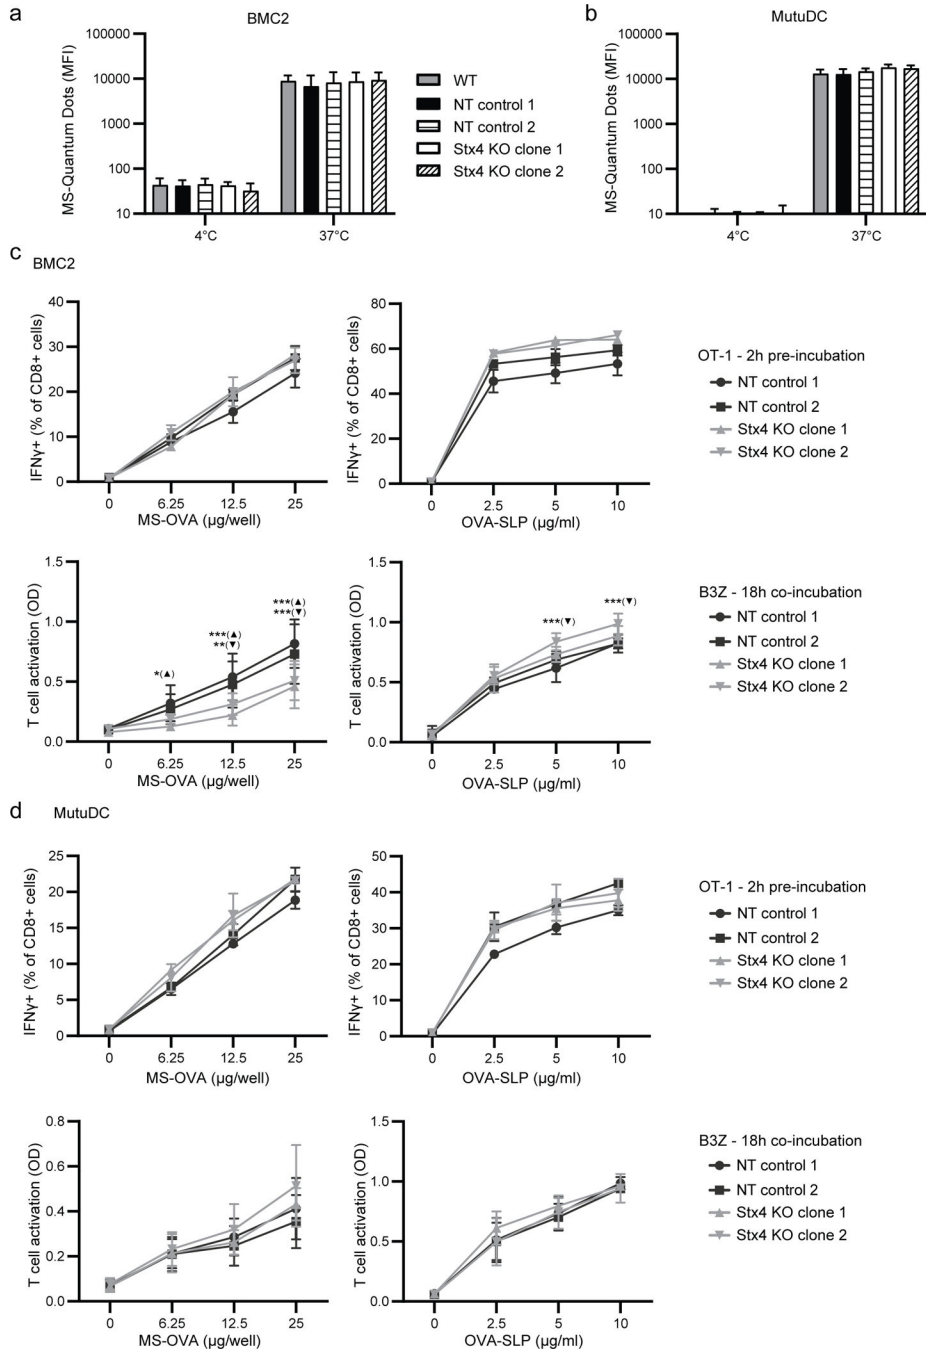 a
BMC2
MS-Quantum Dots (MFI)
100000
10000
1000
100
10
4°C
37°C
WT
NT control 1
NT control 2
Stx4 KO clone 1
Stx4 KO clone 2
b
MutuDC
MS-Quantum Dots (MFI)
100000
10000
1000
100
10
4°C
37°C
c
BMC2
IFNγ+ (% of CD8+ cells)
40
30
20
10
0
0
6.25
12.5
25
MS-OVA (µg/well)
IFNγ+ (% of CD8+ cells)
80
60
40
20
0
0
2.5
5
10
OVA-SLP (µg/ml)
OT-1 - 2h pre-incubation
NT control 1
NT control 2
Stx4 KO clone 1
Stx4 KO clone 2
T cell activation (OD)
1.5
1.0
0.5
0.0
*(▲)
***(▲)
**(▼)
***(▲)
***(▼)
0
6.25
12.5
25
MS-OVA (µg/well)
T cell activation (OD)
1.5
1.0
0.5
0.0
***(▼)
***(▼)
0
2.5
5
10
OVA-SLP (µg/ml)
B3Z - 18h co-incubation
NT control 1
NT control 2
Stx4 KO clone 1
Stx4 KO clone 2
d
MutuDC
IFNγ+ (% of CD8+ cells)
25
20
15
10
5
0
0
6.25
12.5
25
MS-OVA (µg/well)
IFNγ+ (% of CD8+ cells)
50
40
30
20
10
0
0
2.5
5
10
OVA-SLP (µg/ml)
OT-1 - 2h pre-incubation
NT control 1
NT control 2
Stx4 KO clone 1
Stx4 KO clone 2
T cell activation (OD)
0.8
0.6
0.4
0.2
0.0
0
6.25
12.5
25
MS-OVA (µg/well)
T cell activation (OD)
1.5
1.0
0.5
0.0
0
2.5
5
10
OVA-SLP (µg/ml)
B3Z - 18h co-incubation
NT control 1
NT control 2
Stx4 KO clone 1
Stx4 KO clone 2